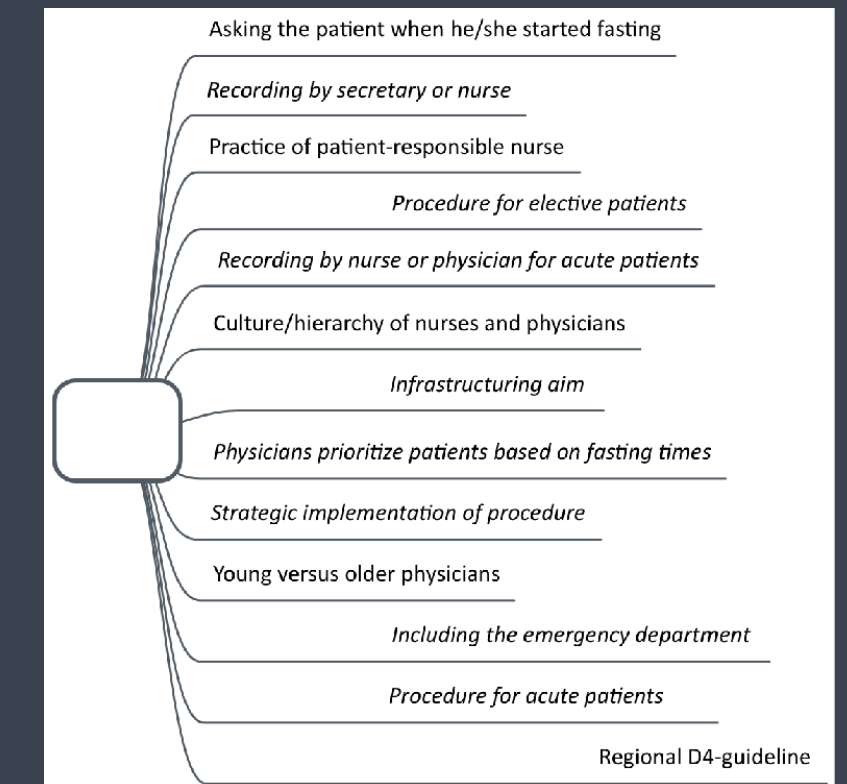 Asking the patient when he/she started fasting
Recording by secretary or nurse
Practice of patient-responsible nurse
Procedure for elective patients
Recording by nurse or physician for acute patients
Culture/hierarchy of nurses and physicians
Infrastructuring aim
Physicians prioritize patients based on fasting times
Strategic implementation of procedure
Young versus older physicians
Including the emergency department
Procedure for acute patients
Regional D4-guideline